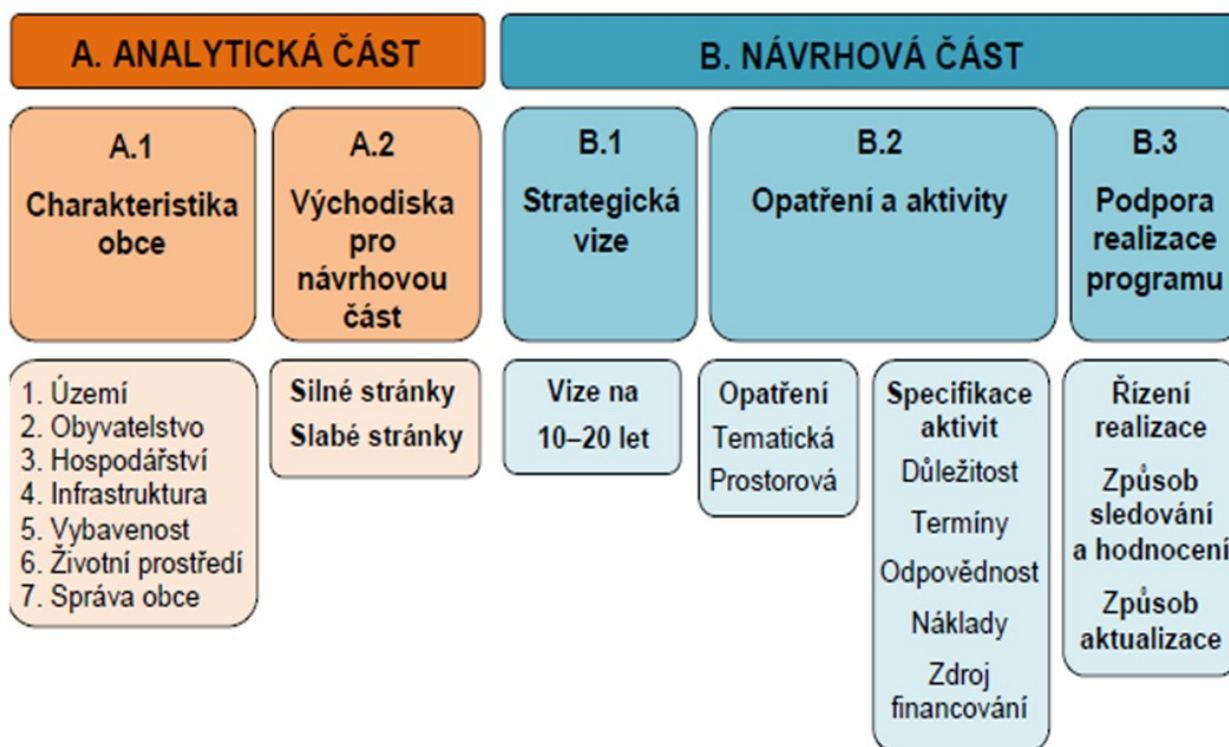 A. ANALYTICKÁ ČÁST
B. NÁVRHOVÁ ČÁST
A.1
Charakteristika
obce
A.2
Východiska
pro
návrhovou
část
B.1
Strategická
vize
B.2
Opatření a aktivity
B.3
Podpora
realizace
programu
1. Území
2. Obyvatelstvo
3. Hospodářství
4. Infrastruktura
5. Vybavenost
6. Životní prostředí
7. Správa obce
Silné stránky
Slabé stránky
Vize na
10–20 let
Opatření
Tematická
Prostorová
Specifikace
aktivit
Důležitost
Termíny
Odpovědnost
Náklady
Zdroj
financování
Řízení
realizace
Způsob
sledování
a hodnocení
Způsob
aktualizace